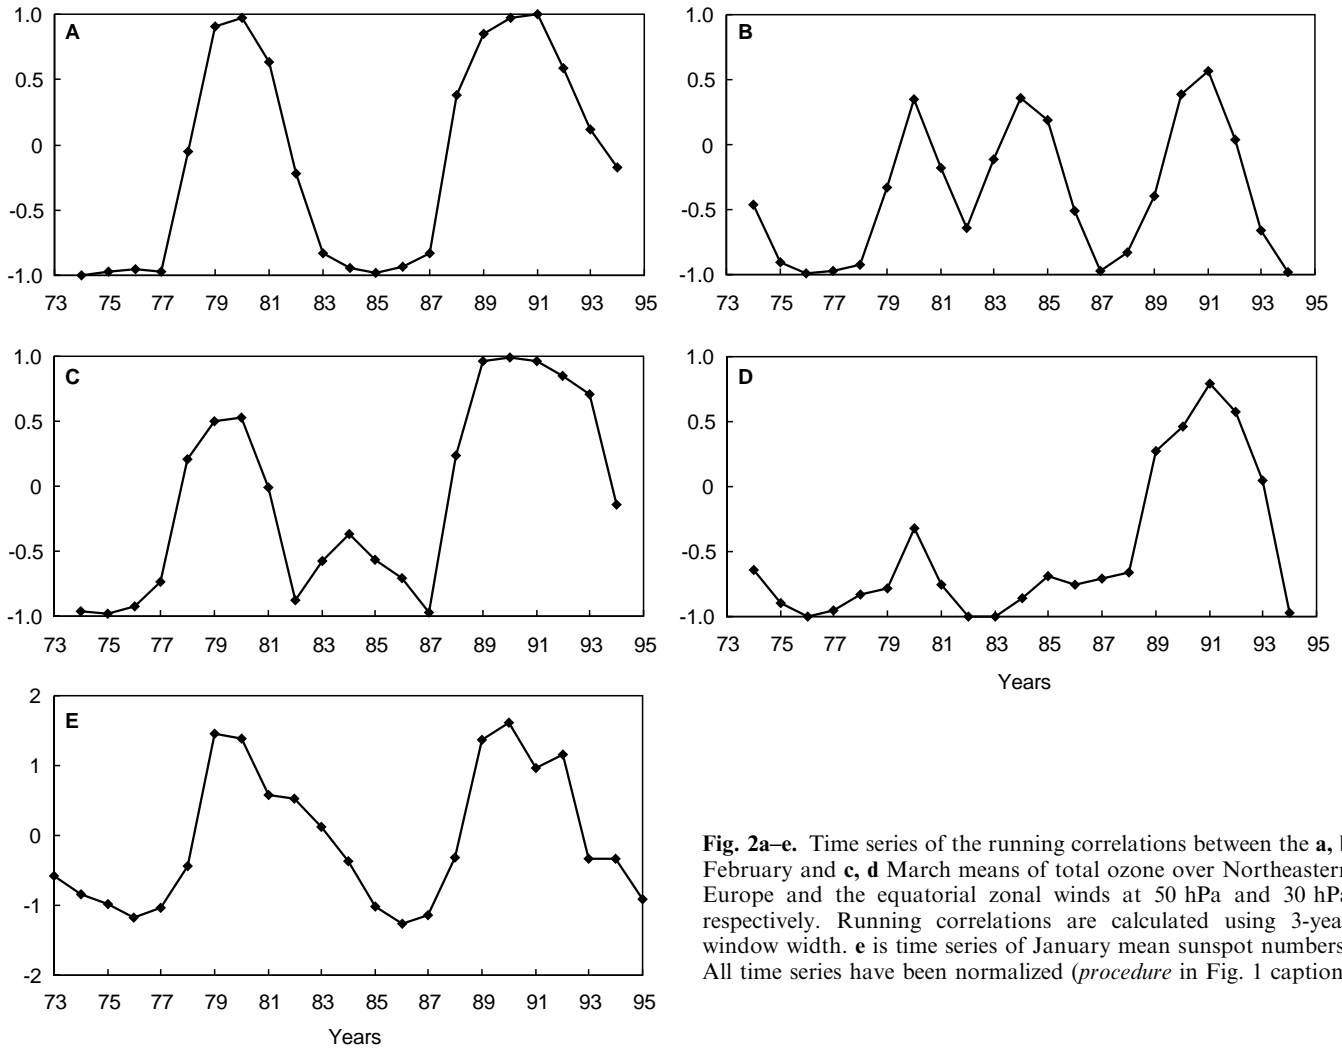 A
1.0
0.5
0
-0.5
-1.0
73 75 77 79 81 83 85 87 89 91 93 95
B
1.0
0.5
0
-0.5
-1.0
73 75 77 79 81 83 85 87 89 91 93 95
C
1.0
0.5
0
-0.5
-1.0
73 75 77 79 81 83 85 87 89 91 93 95
D
1.0
0.5
0
-0.5
-1.0
73 75 77 79 81 83 85 87 89 91 93 95
Years
E
2
1
0
-1
-2
73 75 77 79 81 83 85 87 89 91 93 95
Years
Fig. 2a–e. Time series of the running correlations between the a,
February and c, d March means of total ozone over Northeastern
Europe and the equatorial zonal winds at 50 hPa and 30 hPa
respectively. Running correlations are calculated using 3-yea
window width. e is time series of January mean sunspot numbers
All time series have been normalized (procedure in Fig. 1 caption